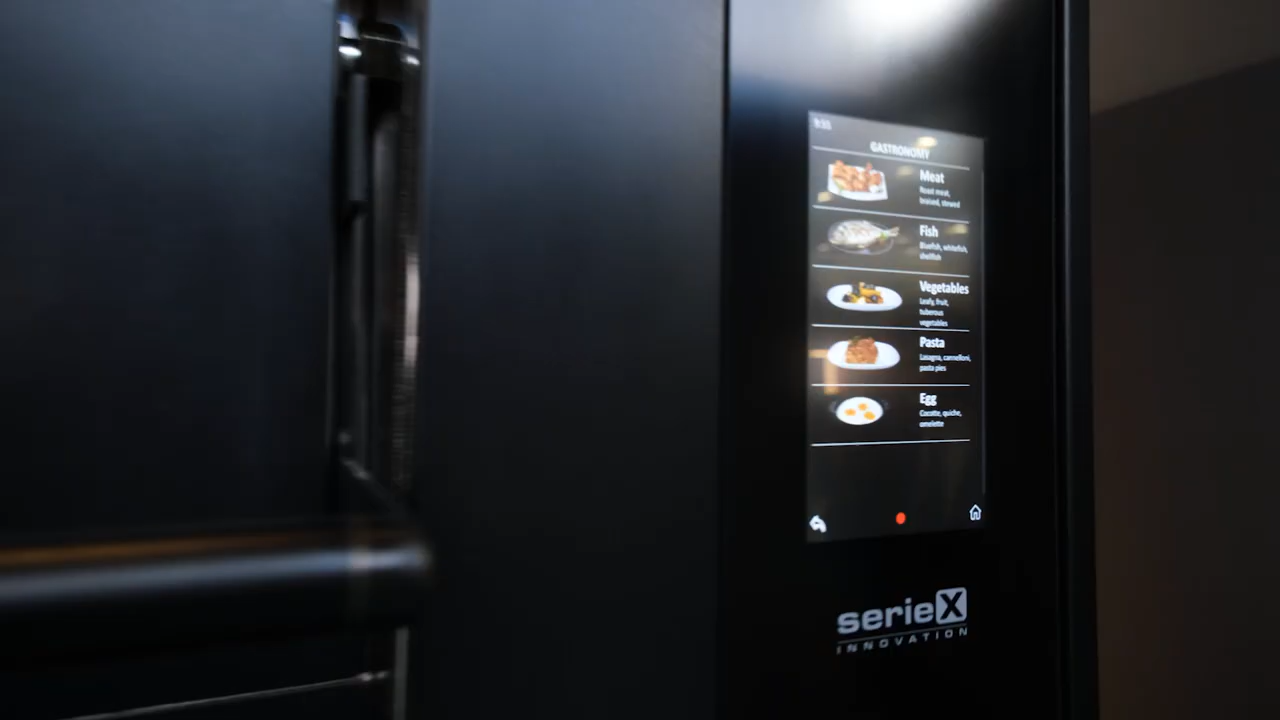 GASTRONOMY
Meat
Roast meat,
braised, stewed
Fish
Bluefish, whitefish,
shellfish
Vegetables
Leafy, fruit,
tuberous
vegetables
Pasta
Lasagna, cannelloni,
pasta pies
Egg
Cocotte, quiche,
omelette
serieX
INNOVATION